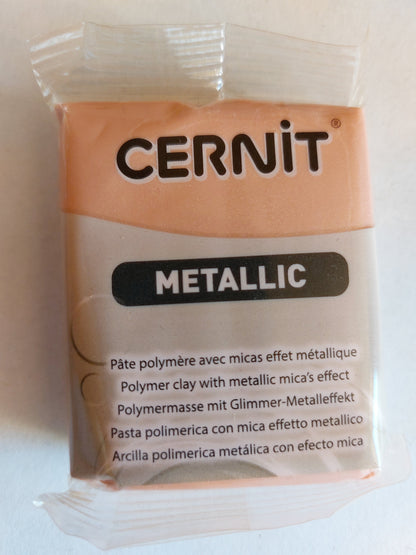 CERNiT®
METALLIC
Pâte polymère avec micas effet métallique
Polymer clay with metallic mica's effect
Polymermasse mit Glimmer-Metalleffekt
Pasta polimerica con mica effetto metallico
Arcilla polimerica metálica con efecto mica